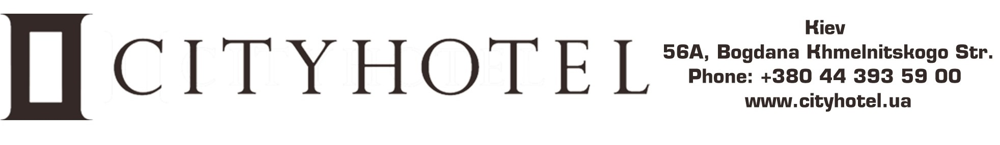 CITYHOTEL
Kiev
56A, Bogdana Khmelnitskogo Str.
Phone: +380 44 393 59 00
www.cityhotel.ua